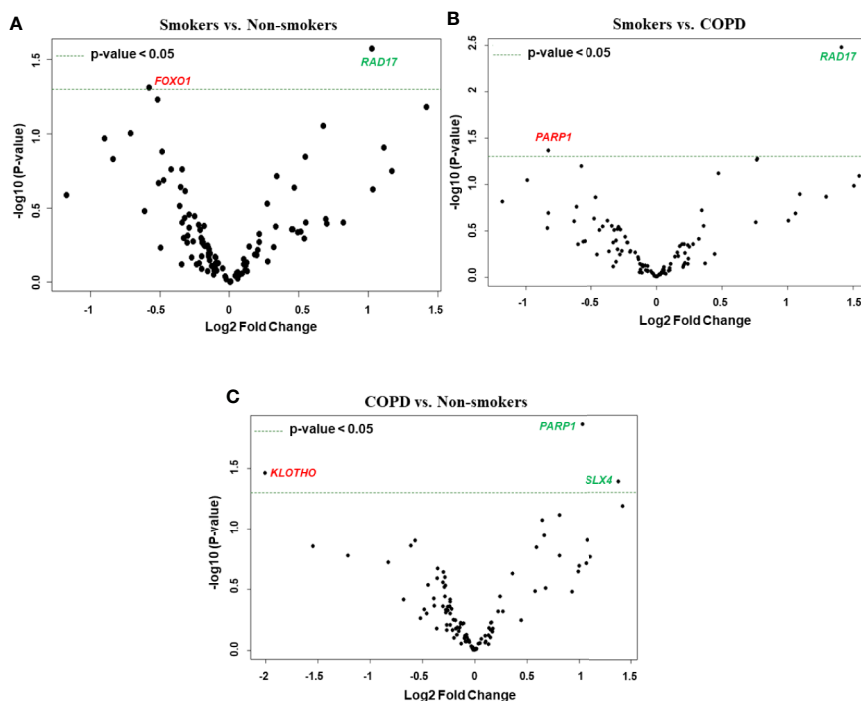 A
Smokers vs. Non-smokers
p-value < 0.05
FOXO1
RAD17
-log10 (P-value)
0.0
0.5
1.0
1.5
-1
-0.5
0
0.5
1
1.5
Log2 Fold Change
B
Smokers vs. COPD
p-value < 0.05
RAD17
PARP1
-log10 (P-value)
0.0
0.5
1.0
1.5
2.0
2.5
-1
-0.5
0
0.5
1
1.5
Log2 Fold Change
C
COPD vs. Non-smokers
p-value < 0.05
PARP1
KLOTHO
SLX4
-log10 (P-value)
0.0
0.5
1.0
1.5
-2
-1.5
-1
-0.5
0
0.5
1
1.5
Log2 Fold Change